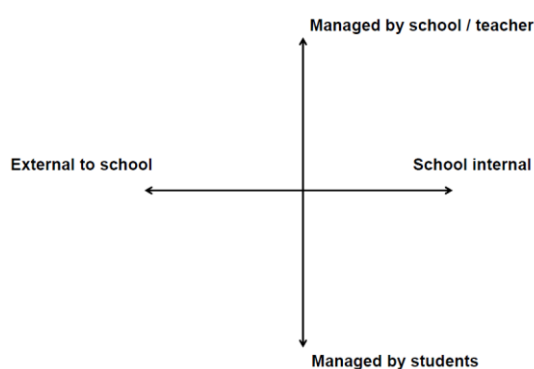 Managed by school / teacher
External to school
School internal
Managed by students